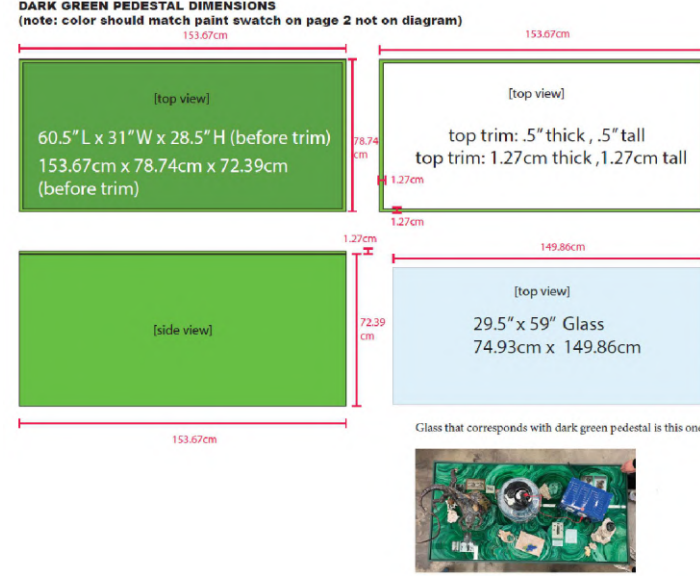 DARK GREEN PEDESTAL DIMENSIONS
(note: color should match paint swatch on page 2 not on diagram)
153.67cm
153.67cm
[top view]
60.5" L x 31" W x 28.5" H (before trim)
153.67cm x 78.74cm x 72.39cm
(before trim)
78.74
cm
[top view]
top trim: .5" thick , .5" tall
top trim: 1.27cm thick ,1.27cm tall
1.27cm
1.27cm
1.27cm
[side view]
72.39
cm
153.67cm
149.86cm
[top view]
29.5" x 59" Glass
74.93cm x 149.86cm
Glass that corresponds with dark green pedestal is this one